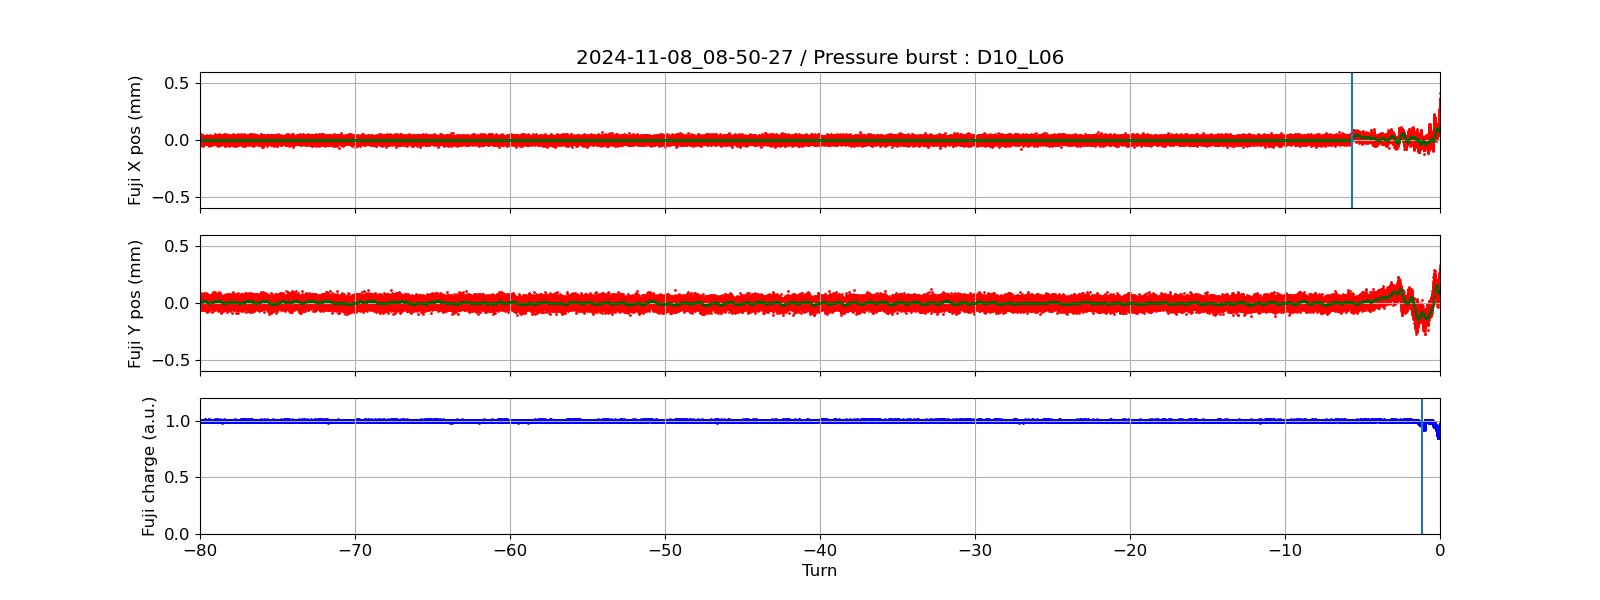 2024-11-08_08-50-27 / Pressure burst : D10_L06
Fuji X pos (mm)
0.5
0.0
−0.5
Fuji Y pos (mm)
0.5
0.0
−0.5
Fuji charge (a.u.)
1.0
0.5
0.0
−80 −70 −60 −50 −40 −30 −20 −10 0
Turn